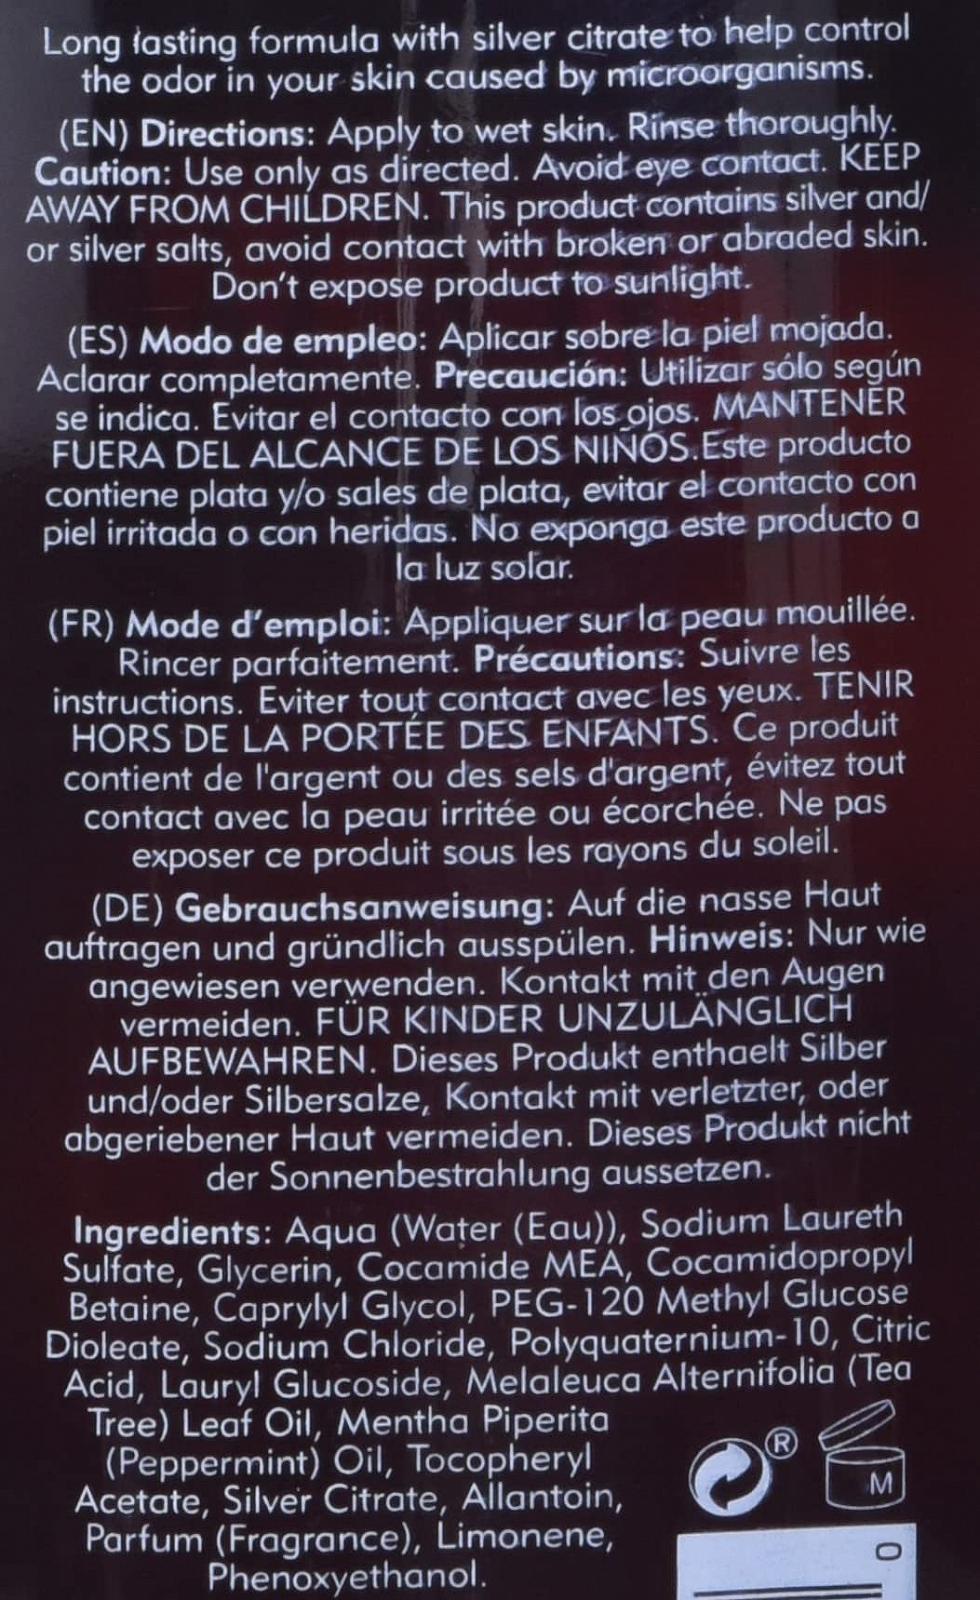 Long lasting formula with silver citrate to help control
the odor in your skin caused by microorganisms.
(EN) Directions: Apply to wet skin. Rinse thoroughly.
Caution: Use only as directed. Avoid eye contact. KEEP
AWAY FROM CHILDREN. This product contains silver and/
or silver salts, avoid contact with broken or abraded skin.
Don't expose product to sunlight.
(ES) Modo de empleo: Aplicar sobre la piel mojada.
Aclarar completamente. Precaución: Utilizar sólo según
se indica. Evitar el contacto con los ojos. MANTENER
FUERA DEL ALCANCE DE LOS NIÑOS.Este producto
contiene plata y/o sales de plata, evitar el contacto con
piel irritada o con heridas. No exponga este producto a
la luz solar.
(FR) Mode d'emploi: Appliquer sur la peau mouillée.
Rincer parfaitement. Précautions: Suivre les
instructions. Eviter tout contact avec les yeux. TENIR
HORS DE LA PORTÉE DES ENFANTS. Ce produit
contient de l'argent ou des sels d'argent, évitez tout
contact avec la peau irritée ou écorchée. Ne pas
exposer ce produit sous les rayons du soleil.
(DE) Gebrauchsanweisung: Auf die nasse Haut
auftragen und gründlich ausspülen. Hinweis: Nur wie
angewiesen verwenden. Kontakt mit den Augen
vermeiden. FÜR KINDER UNZULÄNGLICH
AUFBEWAHREN. Dieses Produkt enthaelt Silber
und/oder Silbersalze, Kontakt mit verletzter, oder
abgeriebener Haut vermeiden. Dieses Produkt nicht
der Sonnenbestrahlung aussetzen.
Ingredients: Aqua (Water (Eau)), Sodium Laureth
Sulfate, Glycerin, Cocamide MEA, Cocamidopropyl
Betaine, Caprylyl Glycol, PEG-120 Methyl Glucose
Dioleate, Sodium Chloride, Polyquaternium-10, Citric
Acid, Lauryl Glucoside, Melaleuca Alternifolia (Tea
Tree) Leaf Oil, Mentha Piperita
(Peppermint) Oil, Tocopheryl
Acetate, Silver Citrate, Allantoin,
Parfum (Fragrance), Limonene,
Phenoxyethanol.
®
M
0